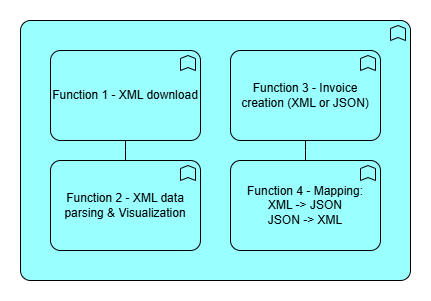 Function 1 - XML download
Function 3 - Invoice
creation (XML or JSON)
Function 2 - XML data
parsing & Visualization
Function 4 - Mapping:
XML -> JSON
JSON -> XML